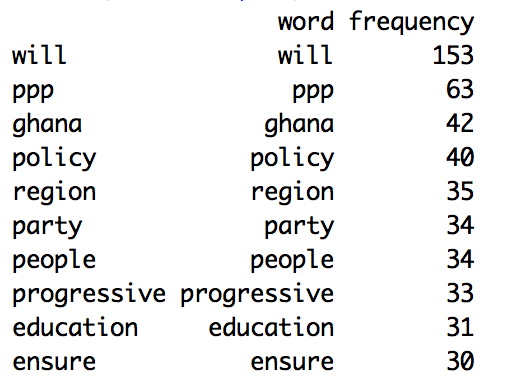 word frequency
will will 153
ppp ppp 63
ghana ghana 42
policy policy 40
region region 35
party party 34
people people 34
progressive progressive 33
education education 31
ensure ensure 30